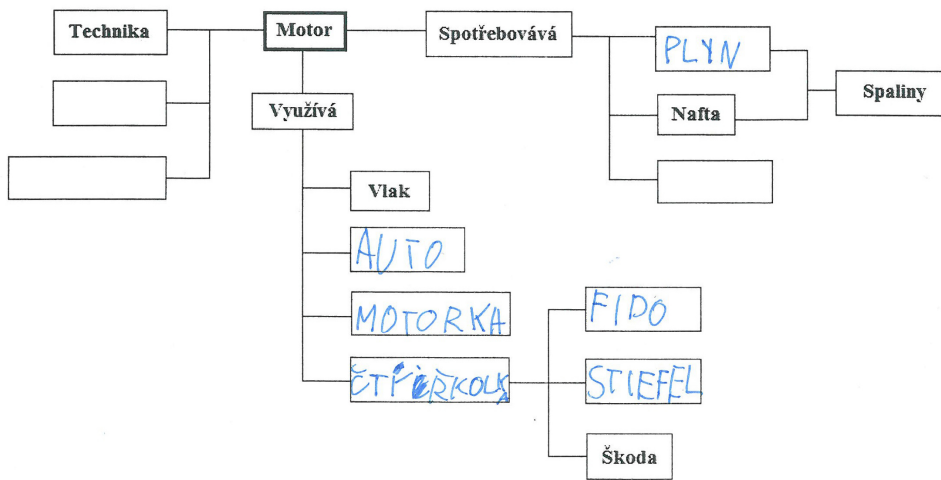 Technika
Motor
Spotřebovává
PLYN
Spaliny
Využívá
Nafta
Vlak
AUTO
MOTORKA
FIDO
STIEFEL
Škoda